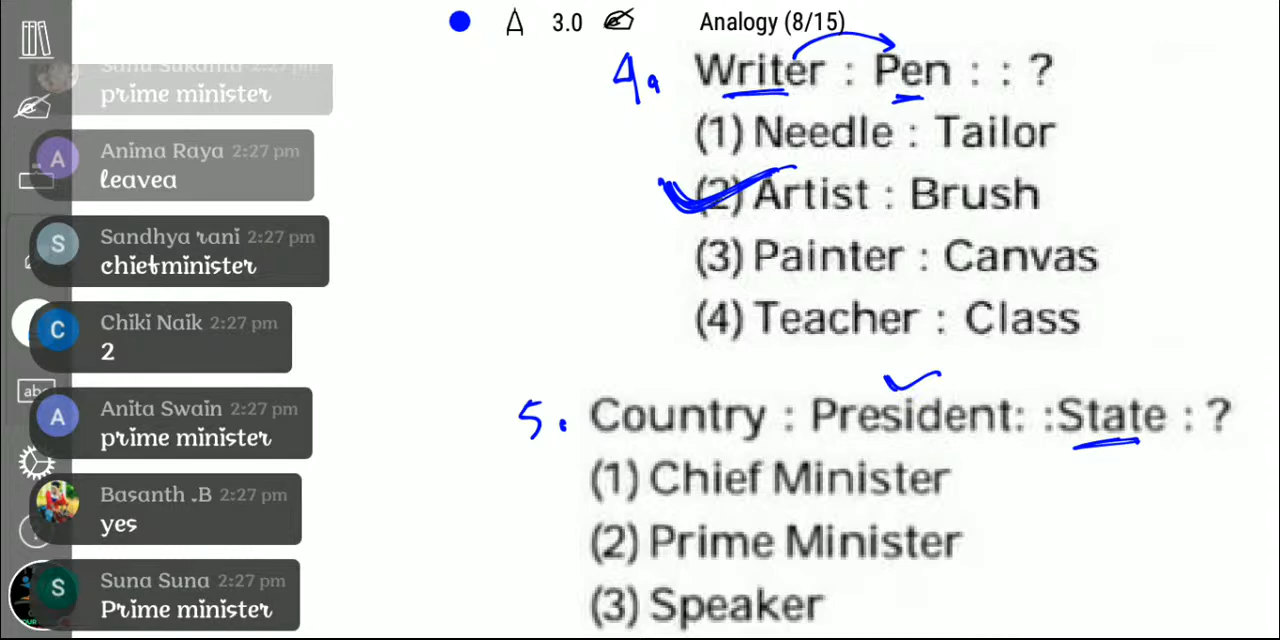 3.0
Analogy (8/15)
prime minister
Anima Raya 2:27 pm
leavea
Sandhya rani 2:27 pm
chiefminister
Chiki Naik 2:27 pm
2
Anita Swain 2:27 pm
prime minister
Basanth .B 2:27 pm
yes
Suna Suna 2:27 pm
Prime minister
4. Writer : Pen : : ?
(1) Needle : Tailor
(2) Artist : Brush
(3) Painter : Canvas
(4) Teacher : Class
5. Country : President: :State : ?
(1) Chief Minister
(2) Prime Minister
(3) Speaker